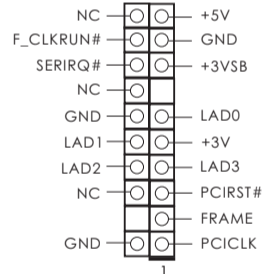 NC +5V
F_CLKRUN# GND
SERIRQ# +3VSB
NC
GND LAD0
LAD1 +3V
LAD2 LAD3
NC PCIRST#
FRAME
GND PCICLK
1